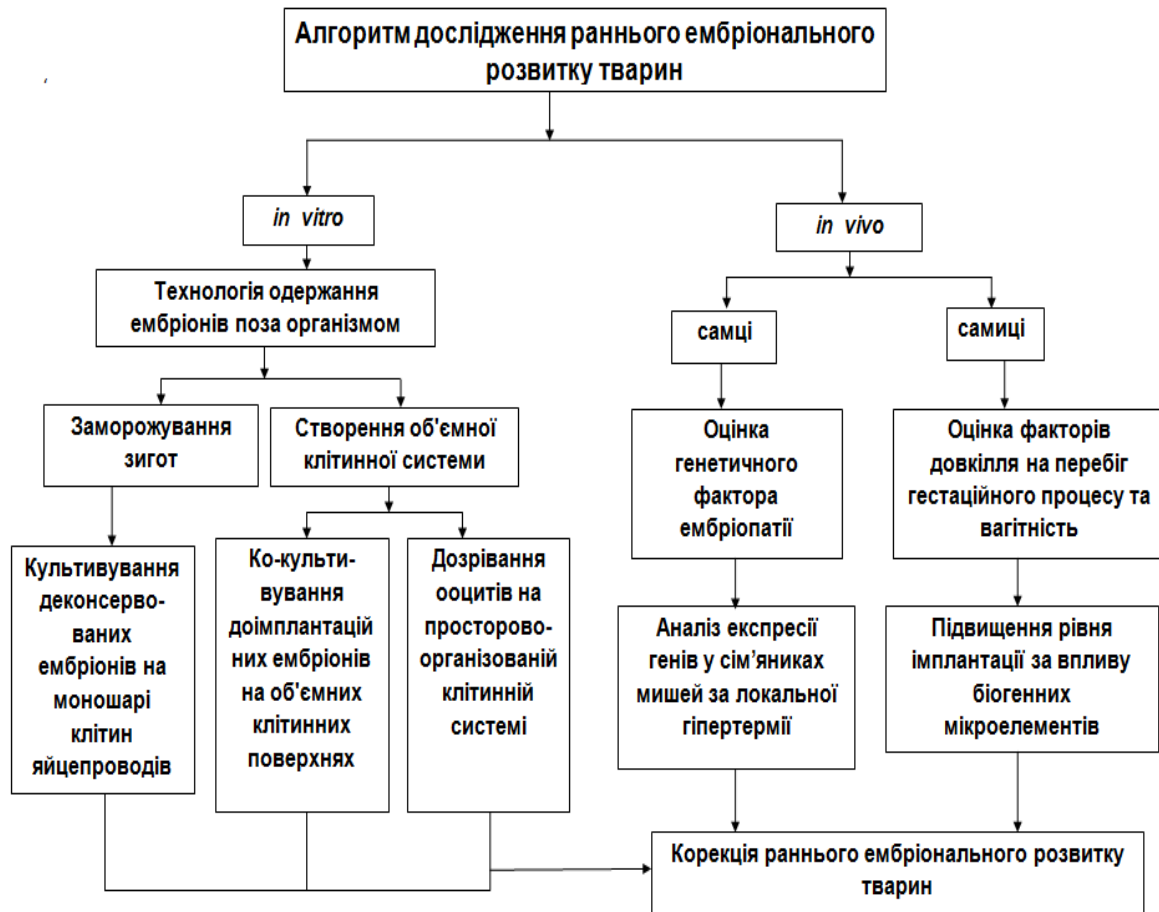 Алгоритм дослідження раннього ембріонального
розвитку тварин
in vitro
in vivo
Технологія одержання
ембріонів поза організмом
самці
самиці
Заморожування
зигот
Створення об'ємної
клітинної системи
Оцінка
генетичного
фактора
ембріопатії
Оцінка факторів
довкілля на перебіг
гестаційного процесу та
вагітність
Культивування
деконсерво-
ваних
ембріонів на
моношарі
клітин
яйцепроводів
Ко-культи-
вування
доімплантацій
них ембріонів
на об'ємних
клітинних
поверхнях
Дозрівання
ооцитів на
просторово-
організованій
клітинній
системі
Аналіз експресії
генів у сім’яниках
мишей за локальної
гіпертермії
Підвищення рівня
імплантації за впливу
біогенних
мікроелементів
Корекція раннього ембріонального розвитку
тварин